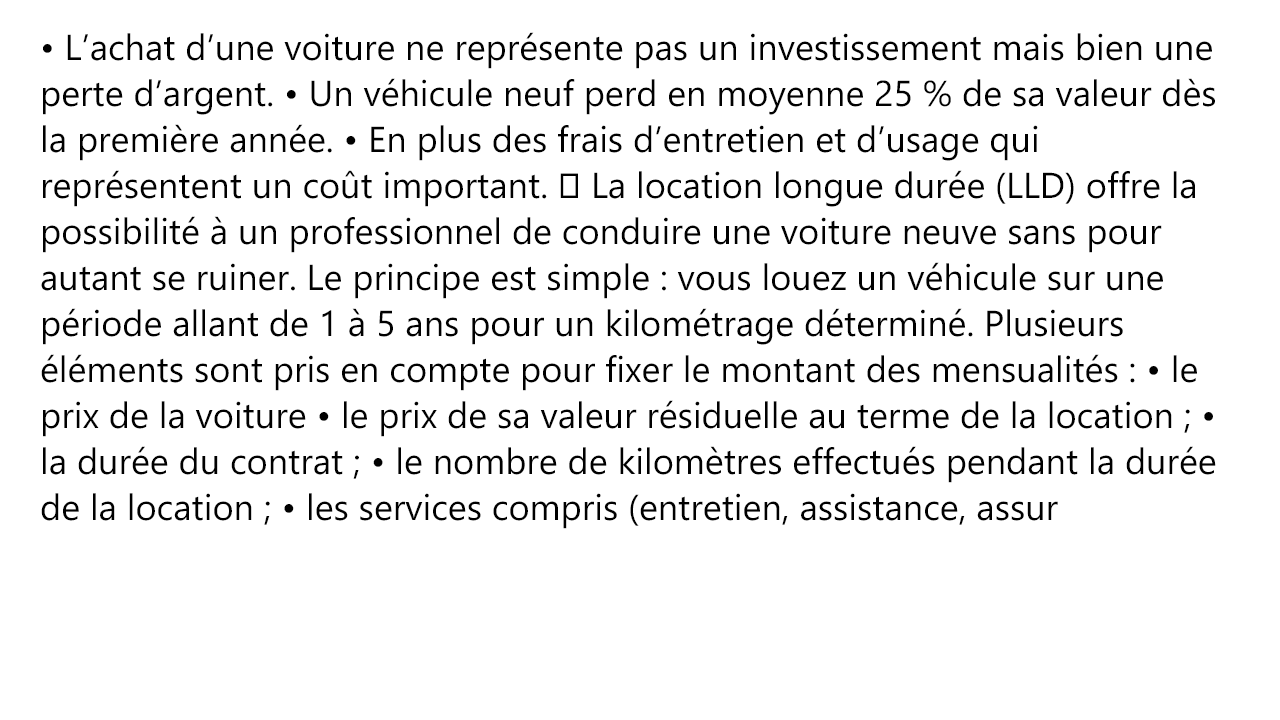 • L’achat d’une voiture ne représente pas un investissement mais bien une
perte d’argent. • Un véhicule neuf perd en moyenne 25 % de sa valeur dès
la première année. • En plus des frais d’entretien et d’usage qui
représentent un coût important. 󠀠▯ La location longue durée (LLD) offre la
possibilité à un professionnel de conduire une voiture neuve sans pour
autant se ruiner. Le principe est simple : vous louez un véhicule sur une
période allant de 1 à 5 ans pour un kilométrage déterminé. Plusieurs
éléments sont pris en compte pour fixer le montant des mensualités : • le
prix de la voiture • le prix de sa valeur résiduelle au terme de la location ; •
la durée du contrat ; • le nombre de kilomètres effectués pendant la durée
de la location ; • les services compris (entretien, assistance, assur